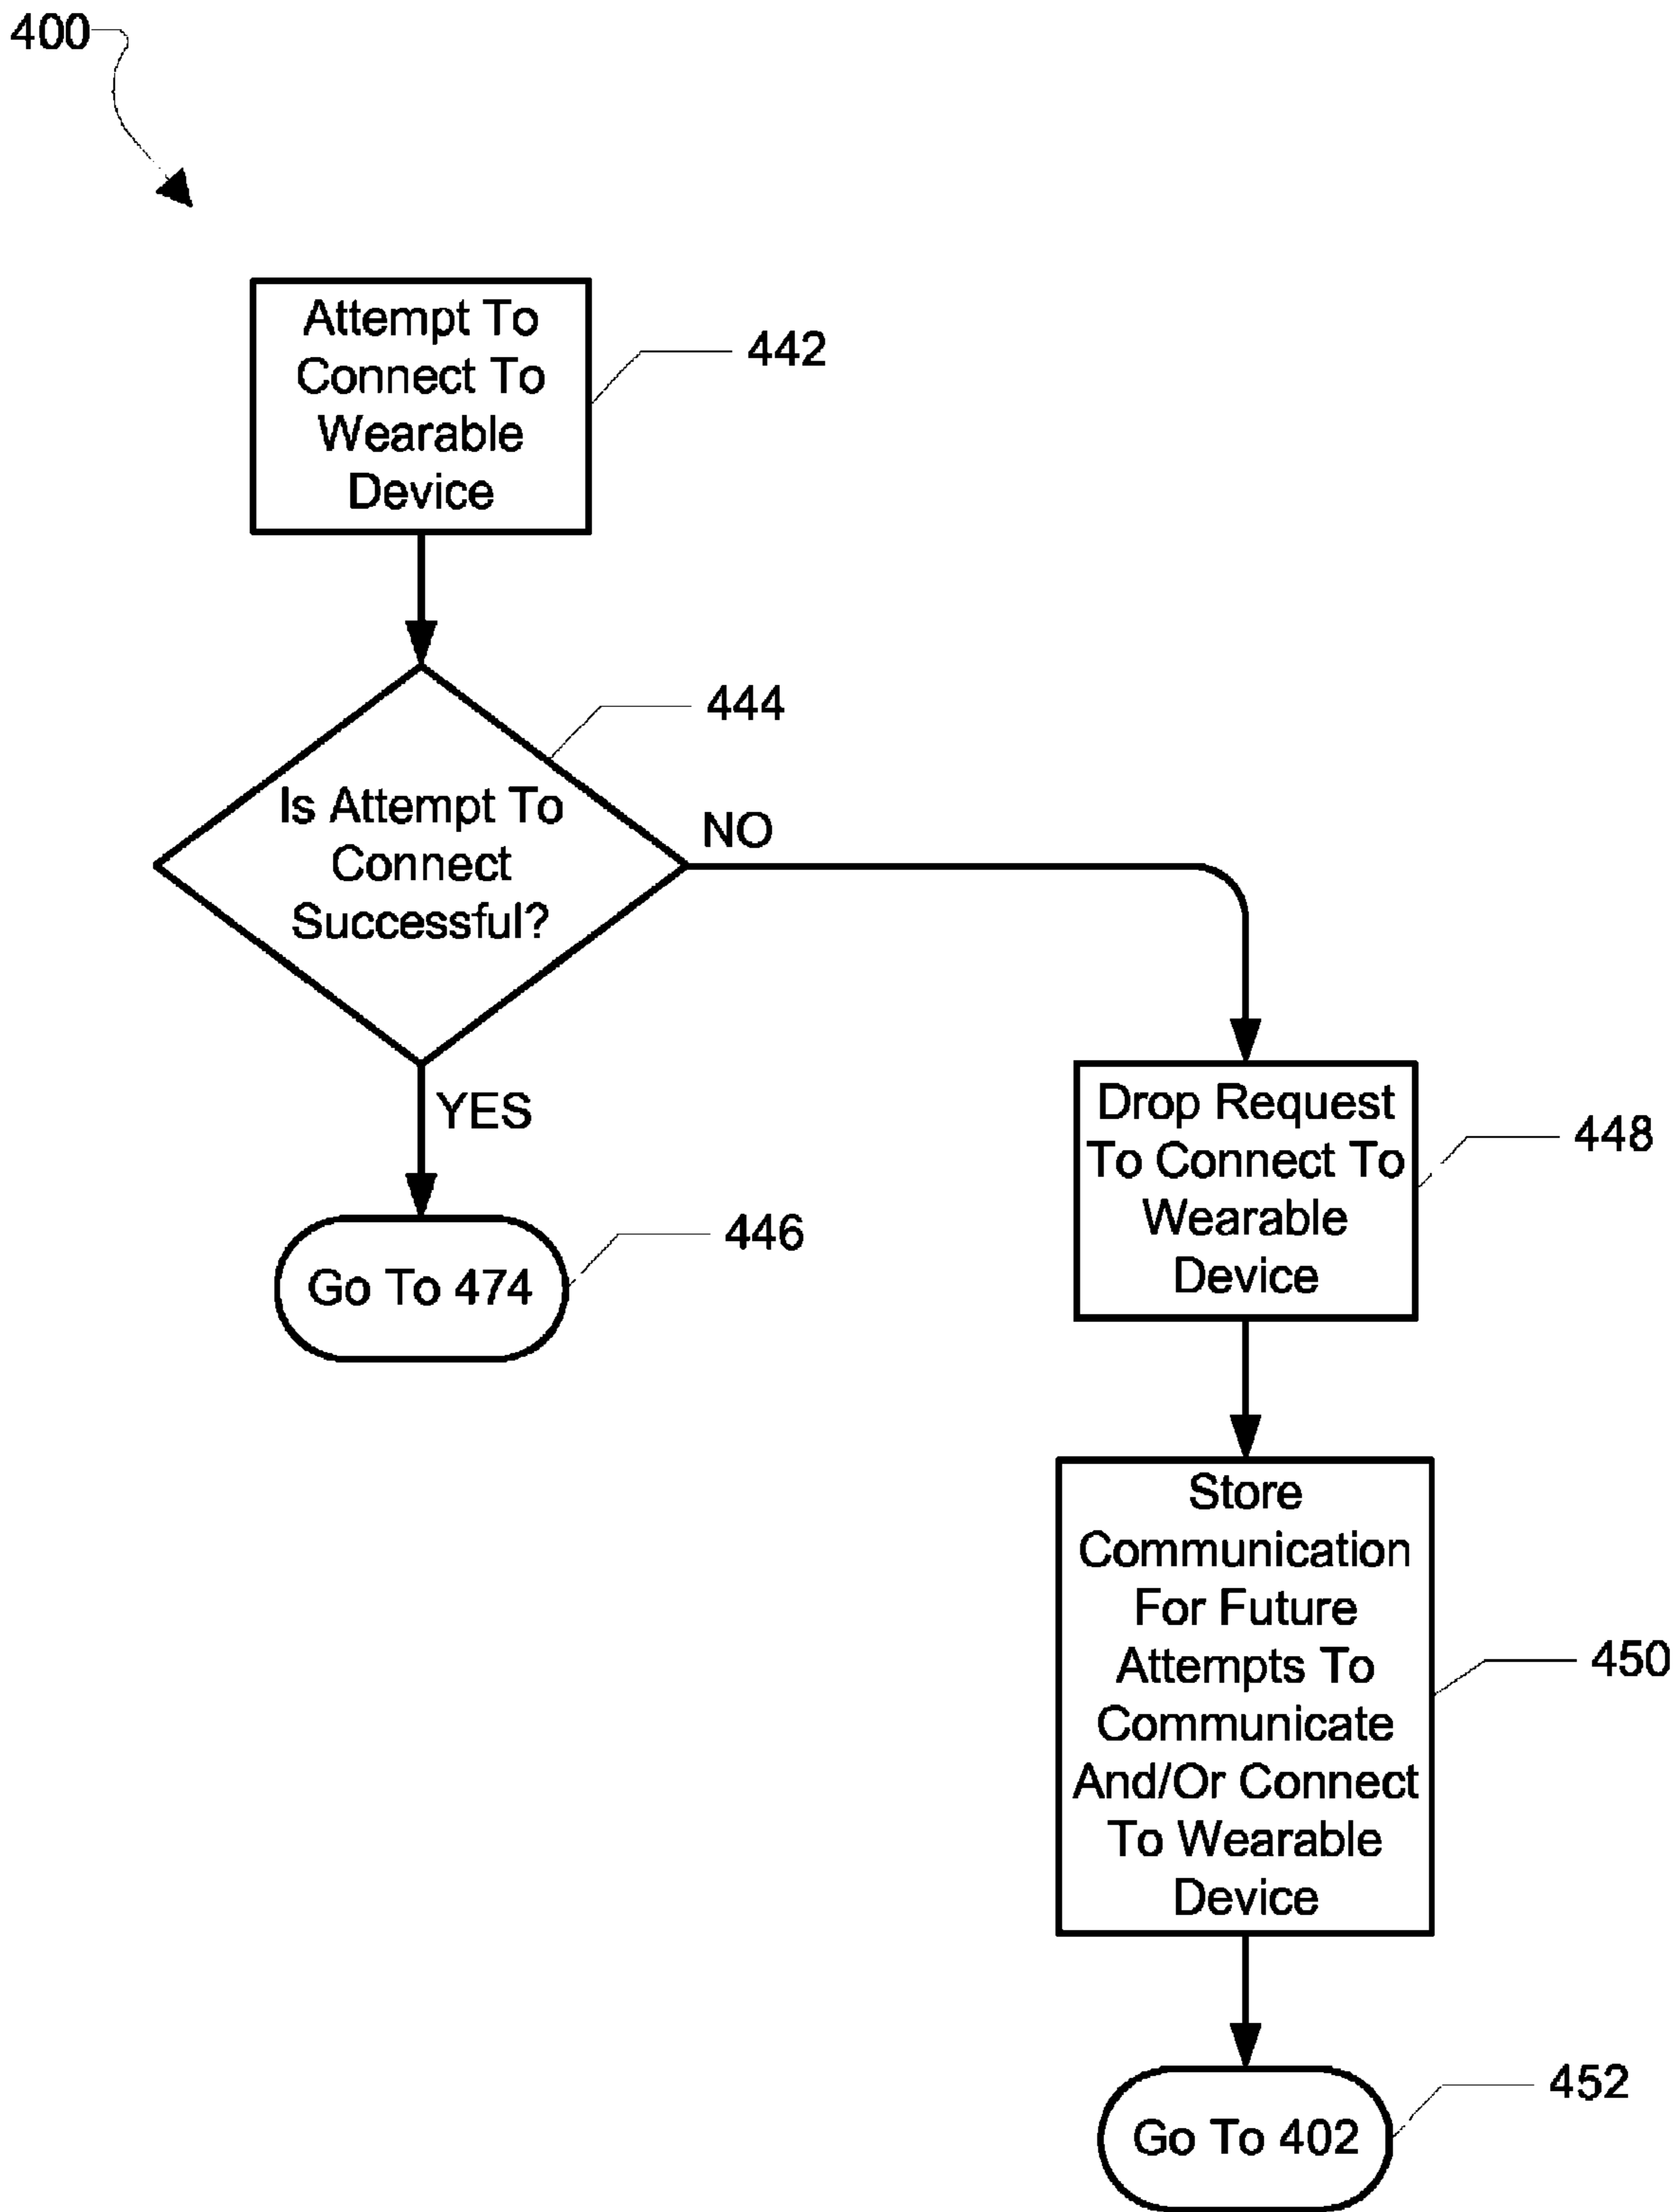 400
Attempt To
Connect To
Wearable
Device
442
444
Is Attempt To
Connect
Successful?
NO
YES
446
Go To 474
Drop Request
To Connect To
Wearable
Device
448
Store
Communication
For Future
Attempts To
Communicate
And/Or Connect
To Wearable
Device
450
452
Go To 402